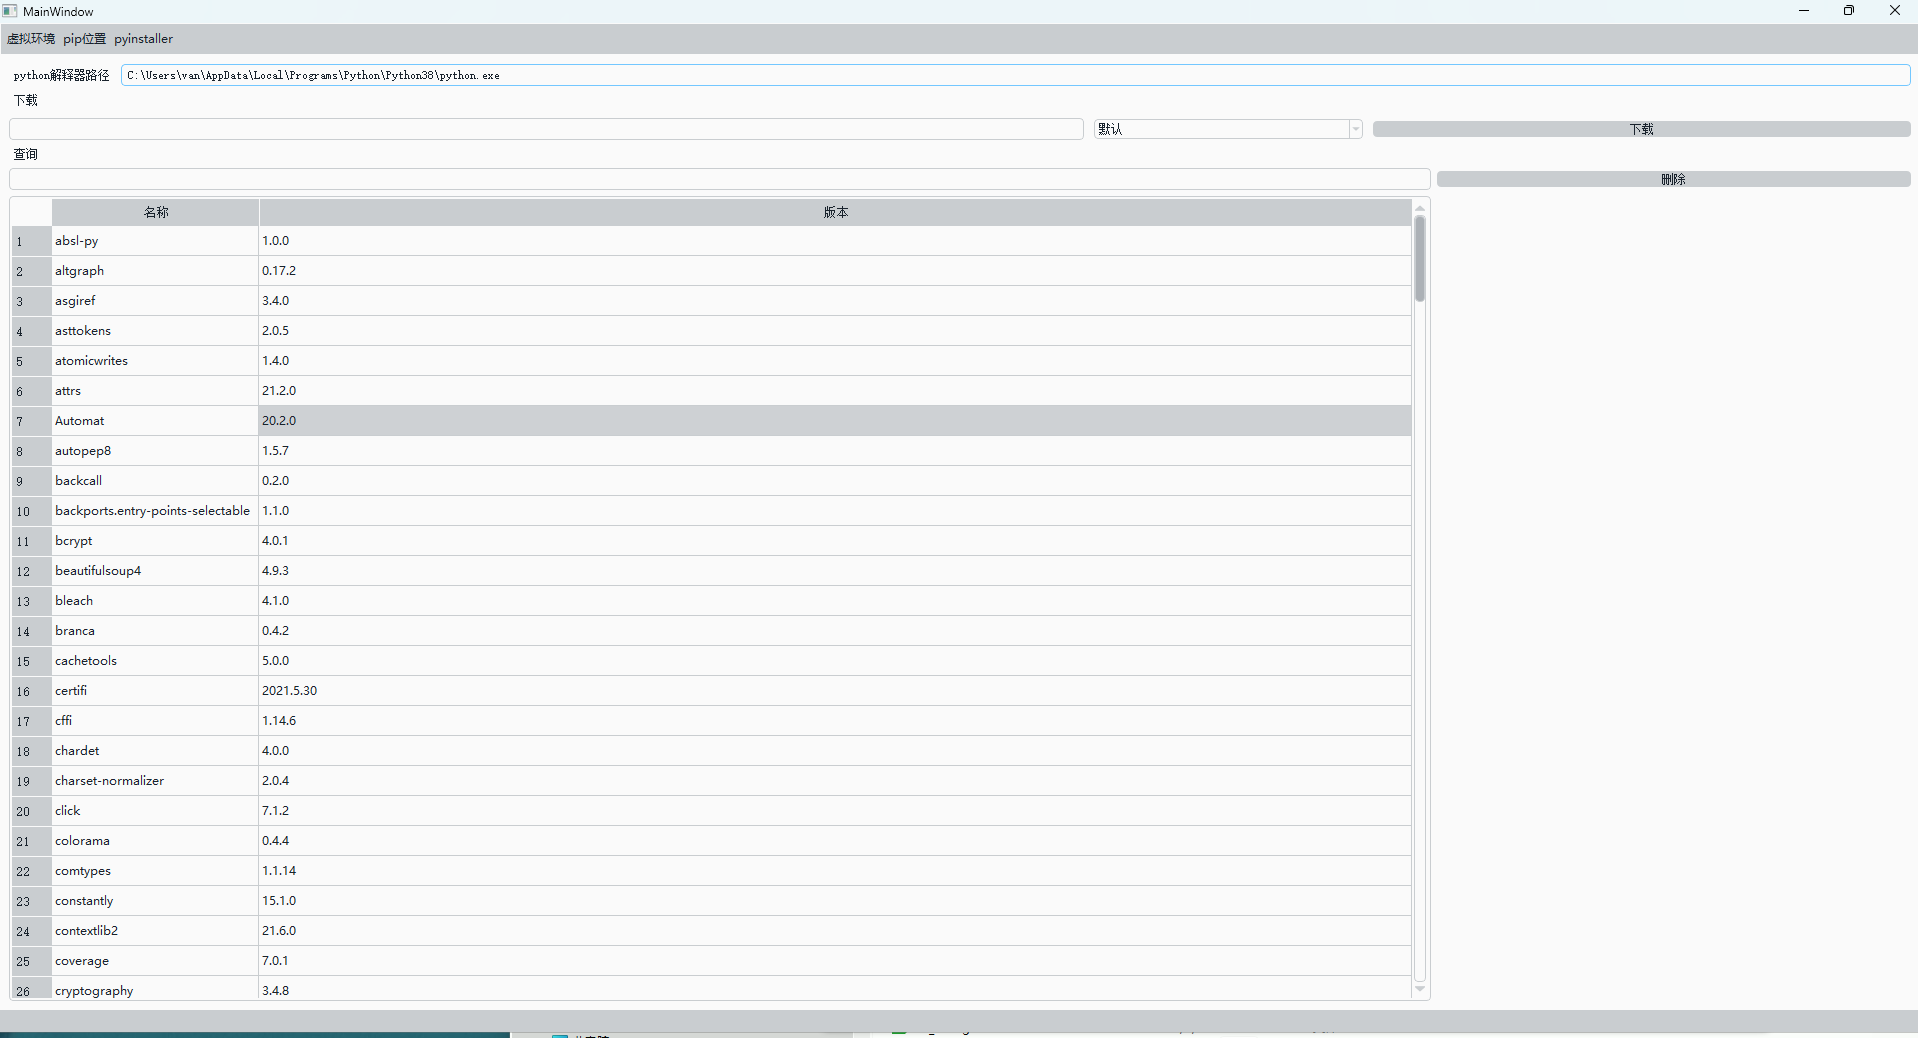 MainWindow
虚拟环境 pip位置 pyinstaller
python解释器路径 C:\Users\van\AppData\Local\Programs\Python\Python38\python.exe
下载
默认 下载
查询
删除
名称 版本
1 absl-py 1.0.0
2 altgraph 0.17.2
3 asgiref 3.4.0
4 asttokens 2.0.5
5 atomicwrites 1.4.0
6 attrs 21.2.0
7 Automat 20.2.0
8 autopep8 1.5.7
9 backcall 0.2.0
10 backports.entry-points-selectable 1.1.0
11 bcrypt 4.0.1
12 beautifulsoup4 4.9.3
13 bleach 4.1.0
14 branca 0.4.2
15 cachetools 5.0.0
16 certifi 2021.5.30
17 cffi 1.14.6
18 chardet 4.0.0
19 charset-normalizer 2.0.4
20 click 7.1.2
21 colorama 0.4.4
22 comtypes 1.1.14
23 constantly 15.1.0
24 contextlib2 21.6.0
25 coverage 7.0.1
26 cryptography 3.4.8